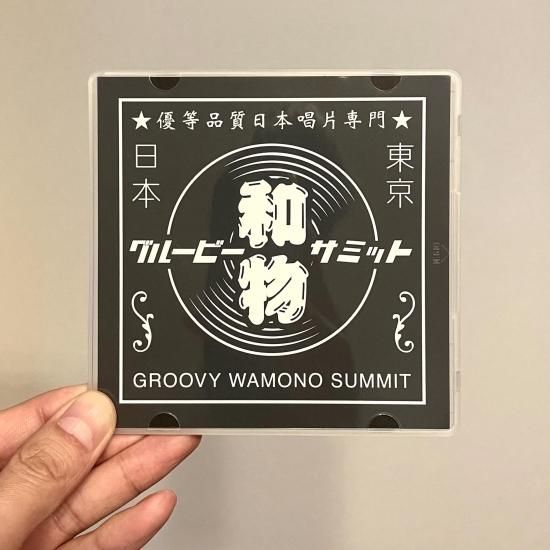 ★優等品質日本唱片専門★
日本
東京
和物
グルービー サミット
GROOVY WAMONO SUMMIT